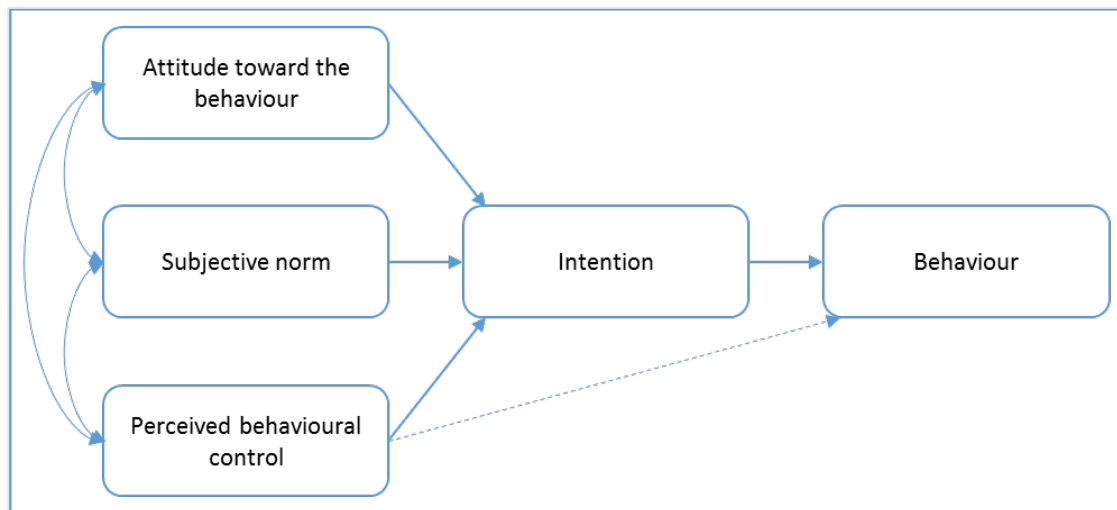 Attitude toward the
behaviour
Subjective norm
Intention
Behaviour
Perceived behavioural
control